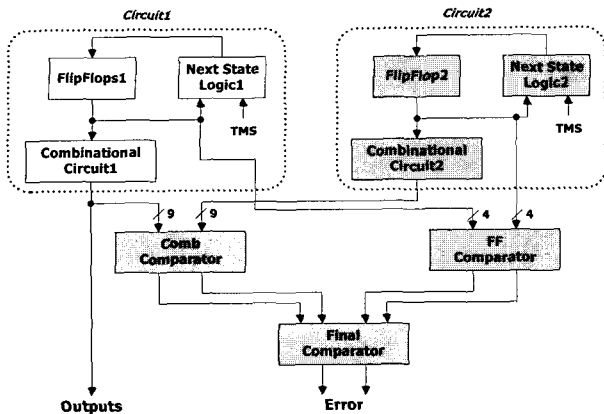 Circuit1
Circuit2
FlipFlops1
Next State
Logic1
FlipFlop2
Next State
Logic2
TMS
TMS
Combinational
Circuit1
Combinational
Circuit2
9
9
4
4
Comb
Comparator
FF
Comparator
Final
Comparator
Outputs
Error